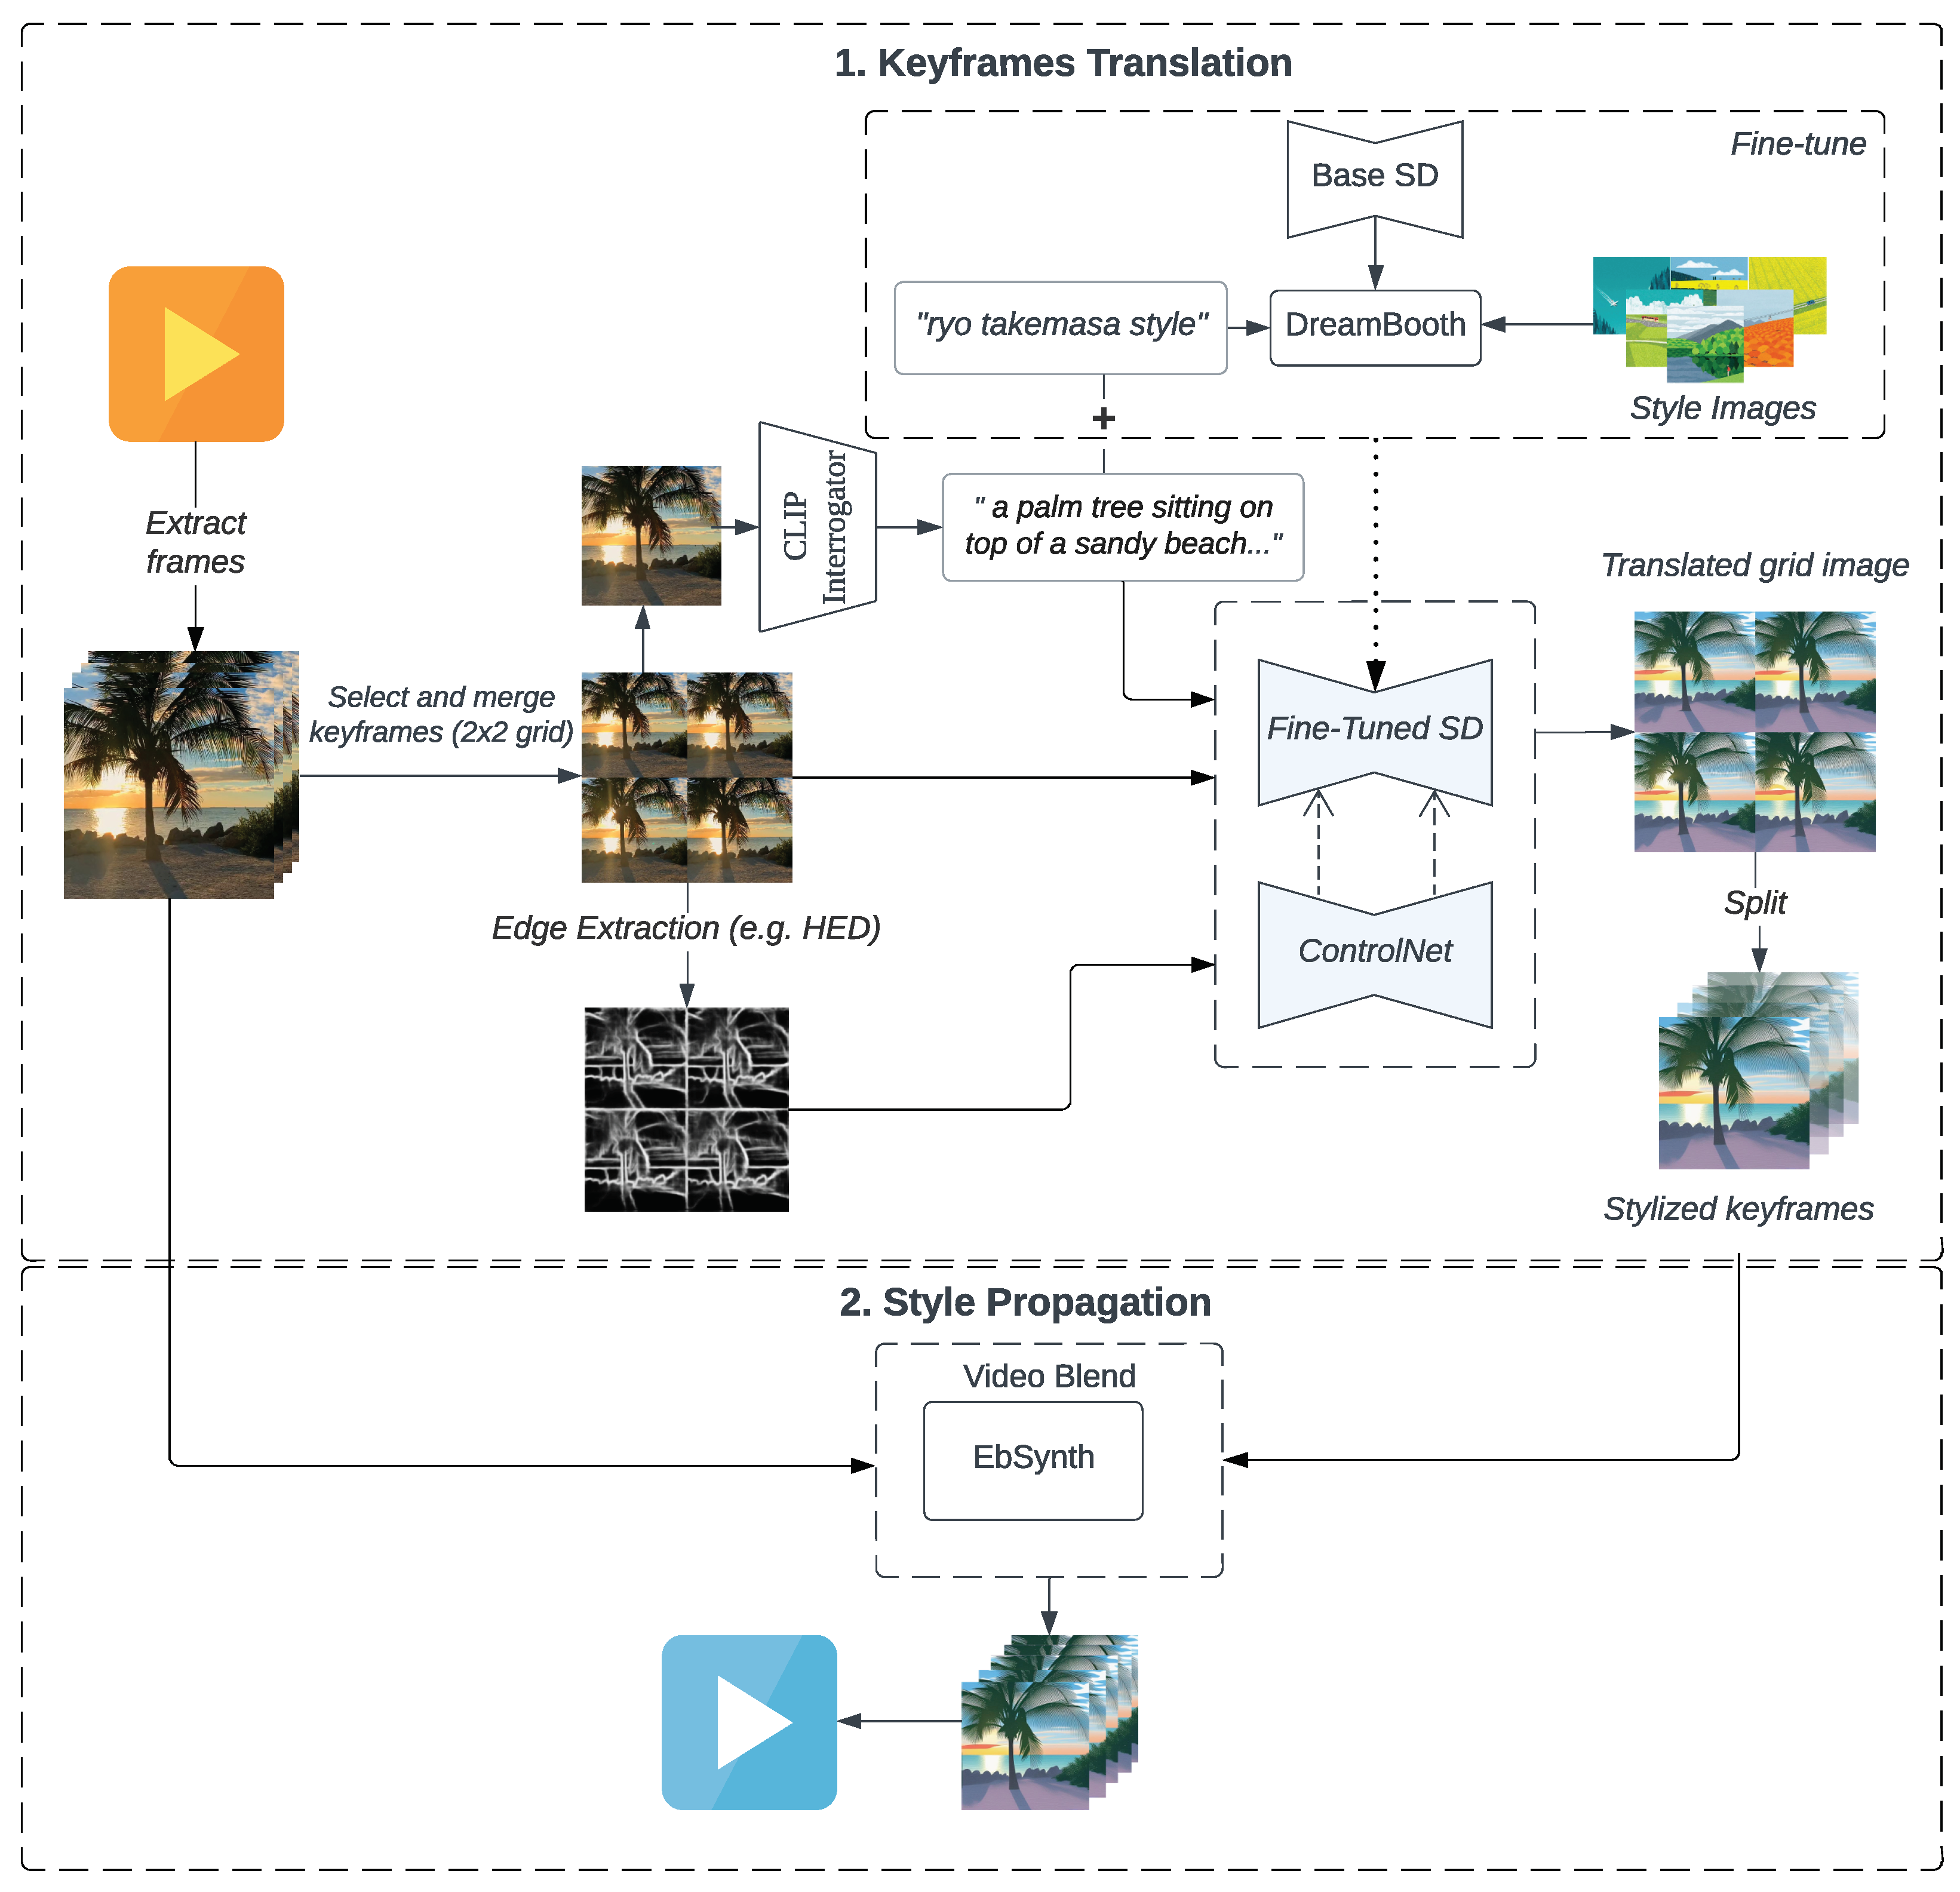 1. Keyframes Translation
Fine-tune
Base SD
"ryo takemasa style"
DreamBooth
Style Images
+
Extract
frames
CLIP
Interrogator
" a palm tree sitting on
top of a sandy beach..."
Translated grid image
Select and merge
keyframes (2x2 grid)
Fine-Tuned SD
Split
Edge Extraction (e.g. HED)
ControlNet
Stylized keyframes
2. Style Propagation
Video Blend
EbSynth